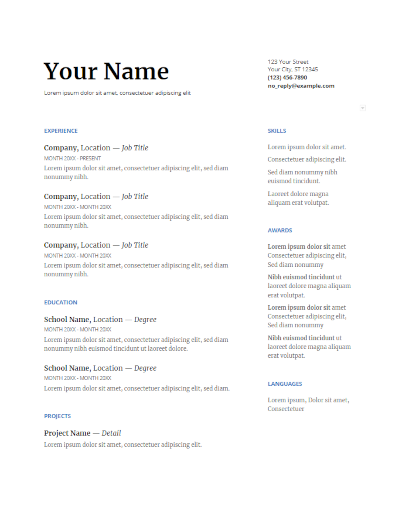 Your Name
Lorem ipsum dolor sit amet, consectetuer adipiscing elit
123 Your Street
Your City, ST 12345
(123) 456-7890
no_reply@example.com
EXPERIENCE
Company, Location — Job Title
MONTH 20XX - PRESENT
Lorem ipsum dolor sit amet, consectetuer adipiscing elit, sed diam
nonummy nibh.
Company, Location — Job Title
MONTH 20XX - MONTH 20XX
Lorem ipsum dolor sit amet, consectetuer adipiscing elit, sed diam
nonummy nibh.
Company, Location — Job Title
MONTH 20XX - MONTH 20XX
Lorem ipsum dolor sit amet, consectetuer adipiscing elit, sed diam
nonummy nibh.
EDUCATION
School Name, Location — Degree
MONTH 20XX - MONTH 20XX
Lorem ipsum dolor sit amet, consectetuer adipiscing elit, sed diam
nonummy nibh euismod tincidunt ut laoreet dolore.
School Name, Location — Degree
MONTH 20XX - MONTH 20XX
Lorem ipsum dolor sit amet, consectetuer adipiscing elit, sed diam.
PROJECTS
Project Name — Detail
Lorem ipsum dolor sit amet, consectetuer adipiscing elit.
SKILLS
Lorem ipsum dolor sit amet.
Consectetuer adipiscing elit.
Sed diam nonummy nibh
euismod tincidunt.
Laoreet dolore magna
aliquam erat volutpat.
AWARDS
Lorem ipsum dolor sit amet
Consectetuer adipiscing elit,
Sed diam nonummy
Nibh euismod tincidunt ut
laoreet dolore magna aliquam
erat volutpat.
Lorem ipsum dolor sit amet
Consectetuer adipiscing elit,
Sed diam nonummy
Nibh euismod tincidunt ut
laoreet dolore magna aliquam
erat volutpat.
LANGUAGES
Lorem ipsum, Dolor sit amet,
Consectetuer